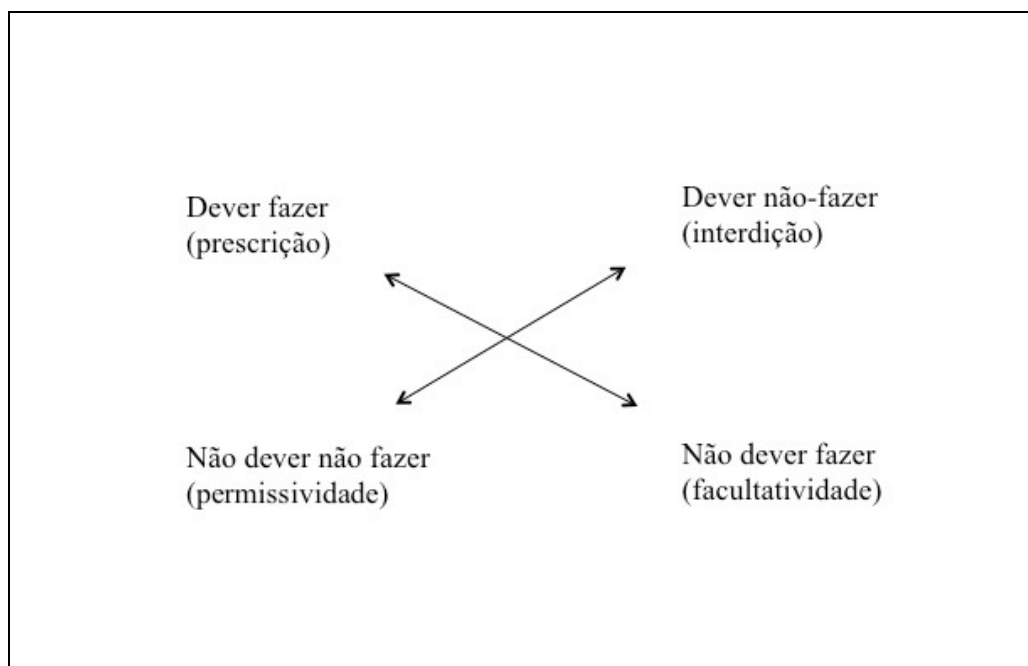 Dever fazer
(prescrição)
Dever não-fazer
(interdição)
Não dever não fazer
(permissividade)
Não dever fazer
(facultatividade)